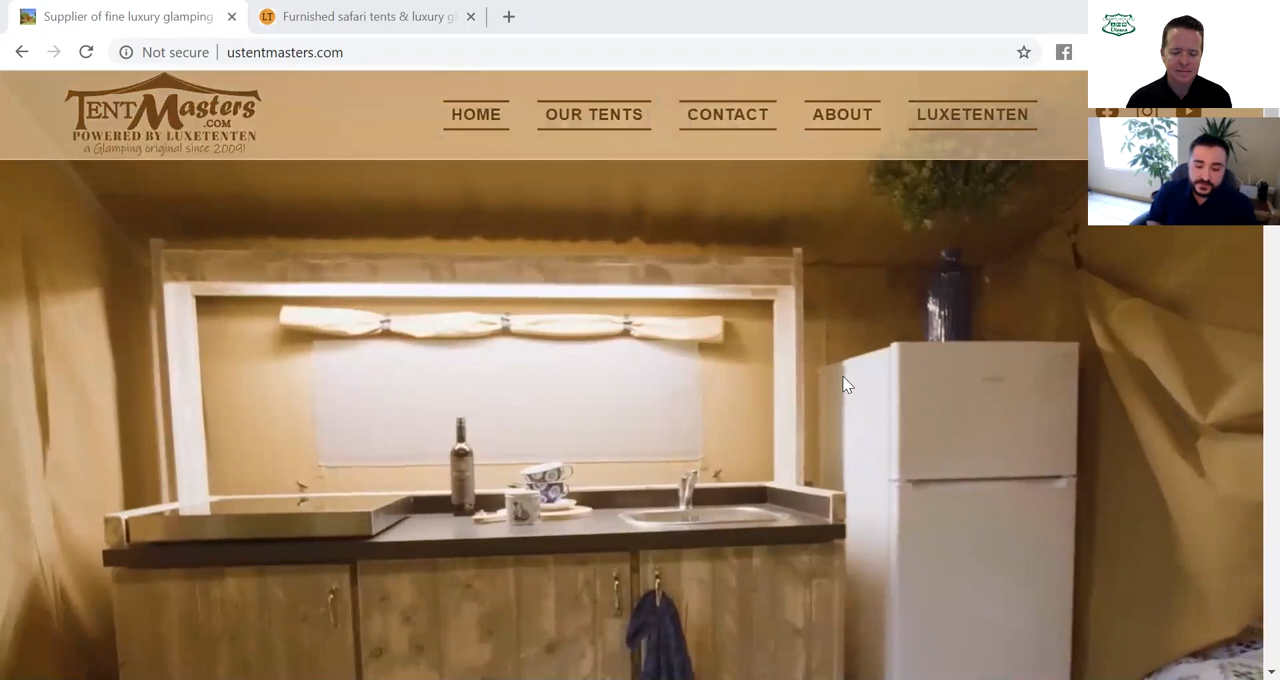 Supplier of fine luxury glamping
Furnished safari tents & luxury gl
Not secure
ustentmasters.com
TENTMasters
.COM
POWERED BY LUXETENTEN
a Glamping original since 2009!
HOME
OUR TENTS
CONTACT
ABOUT
LUXETENTEN
LT